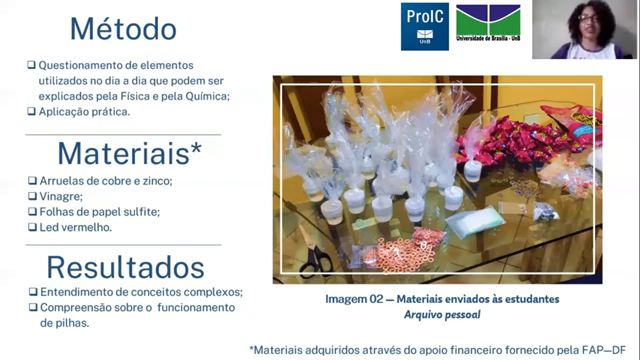 Método
Questionamento de elementos
utilizados no dia a dia que podem ser
explicados pela Física e pela Química;
Aplicação prática.
Materiais*
Arruelas de cobre e zinco;
Vinagre;
Folhas de papel sulfite;
Led vermelho.
Resultados
Entendimento de conceitos complexos;
Compreensão sobre o funcionamento
de pilhas.
ProIC
UnB
Universidade de Brasília - UnB
Imagem 02 — Materiais enviados às estudantes
Arquivo pessoal
*Materiais adquiridos através do apoio financeiro fornecido pela FAP—DF